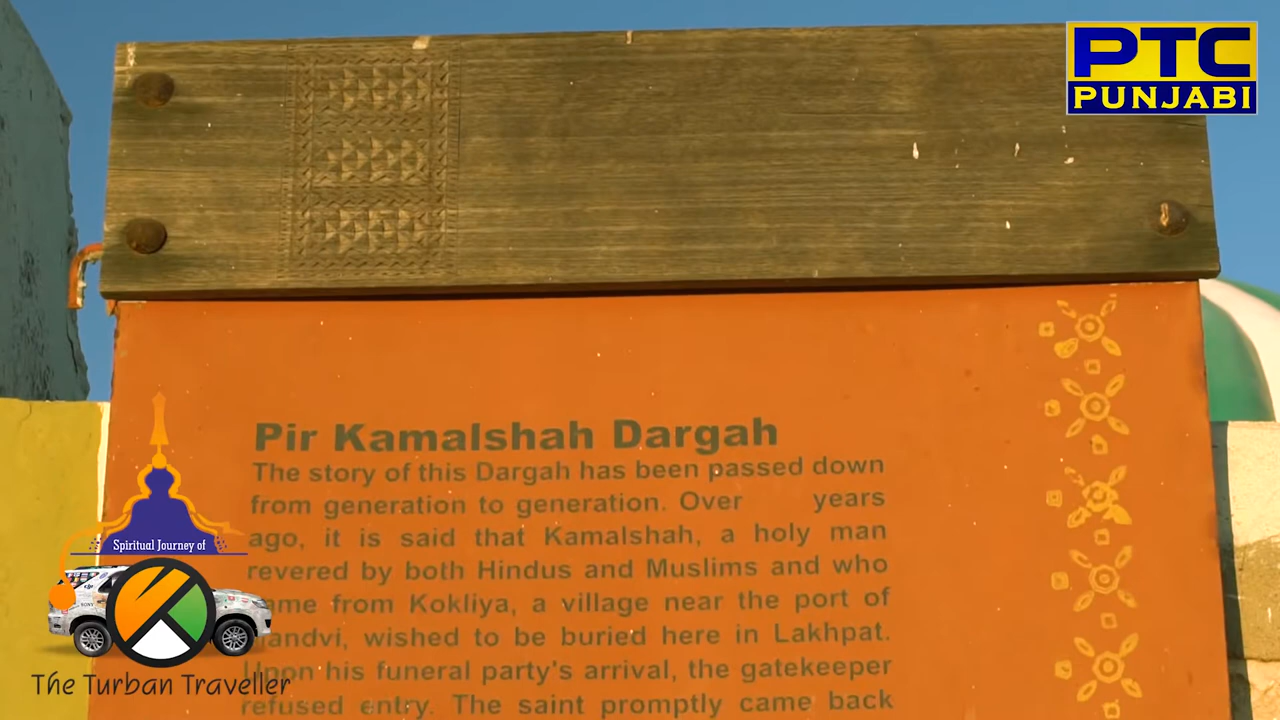 PTC
PUNJABI
Pir Kamalshah Dargah
The story of this Dargah has been passed down
from generation to generation. Over years
ago, it is said that Kamalshah, a holy man
revered by both Hindus and Muslims and who
came from Kokliya, a village near the port of
Mandvi, wished to be buried here in Lakhpat.
Upon his funeral party's arrival, the gatekeeper
refused entry. The saint promptly came back
Spiritual Journey of
The Turban Traveller